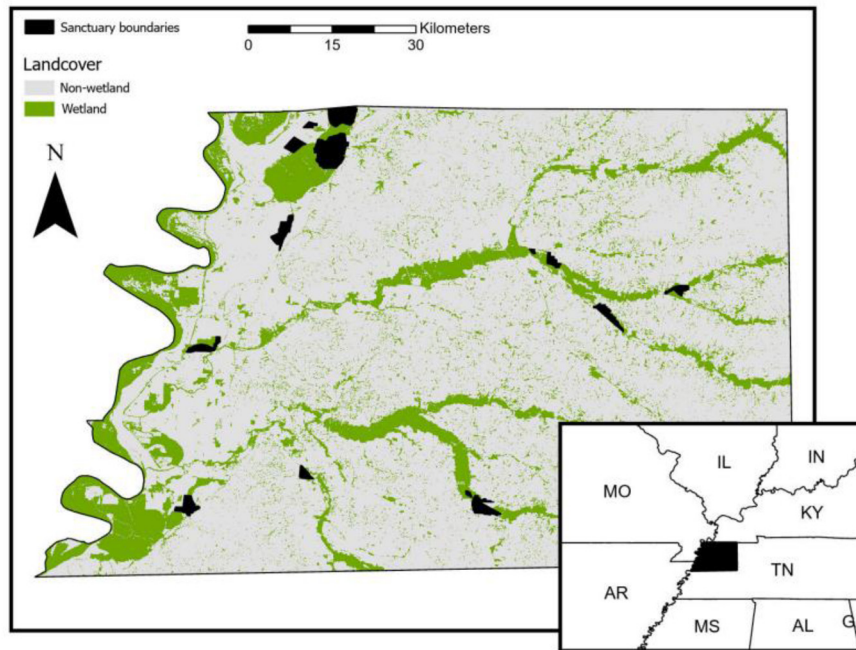 Sanctuary boundaries
Kilometers
0 15 30
Landcover
Non-wetland
Wetland
N
MO
IL
IN
KY
AR
TN
MS
AL
G